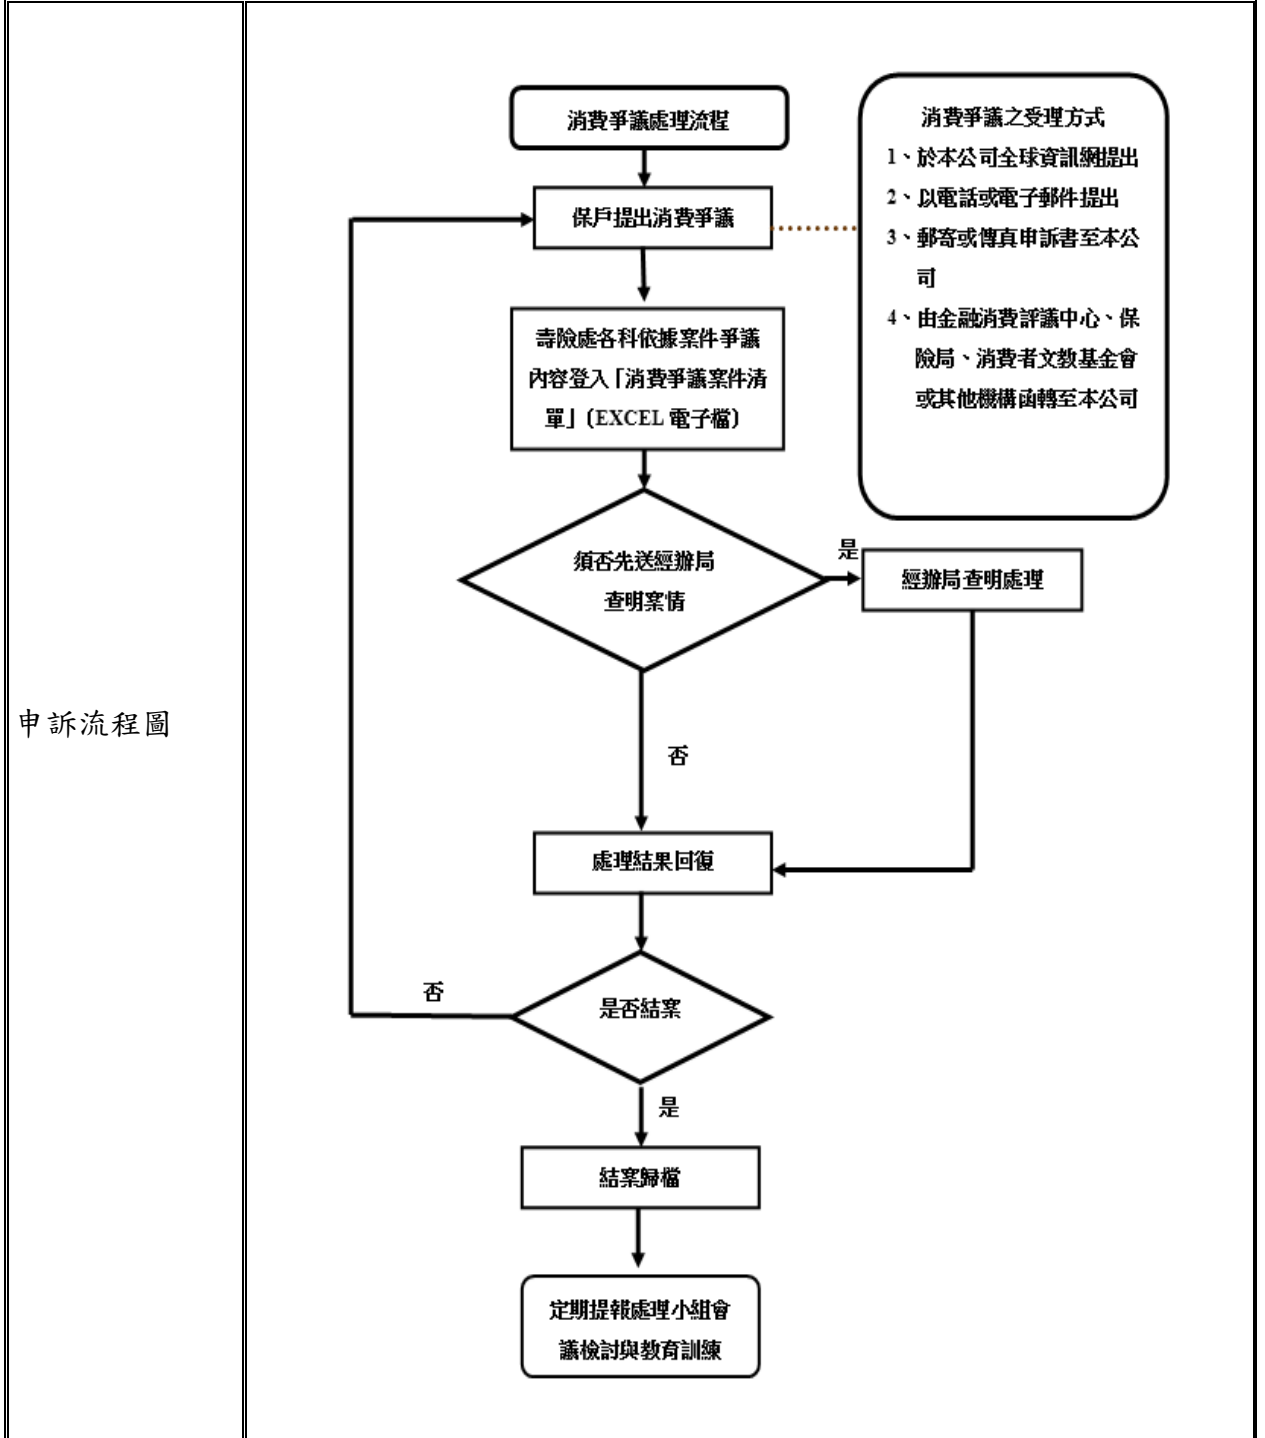 申訴流程圖
消費爭議處理流程
保戶提出消費爭議
消費爭議之受理方式
1、於本公司全球資訊網提出
2、以電話或電子郵件提出
3、郵寄或傳真申訴書至本公
司
4、由金融消費評議中心、保
險局、消費者文教基金會
或其他機構函轉至本公司
壽險處各科依據案件爭議
內容登入「消費爭議案件清
單」〔EXCEL 電子檔〕
須否先送經辦局
查明案情
是
經辦局查明處理
否
處理結果回復
是否結案
否
是
結案歸檔
定期提報處理小組會
議檢討與教育訓練